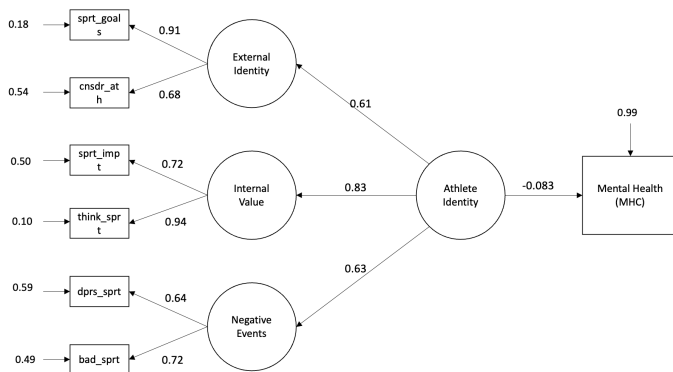 0.18
sprt_goal
s
0.91
External
Identity
0.54
cnsdr_at
h
0.68
0.61
0.99
0.50
sprt_imp
t
0.72
Internal
Value
0.83
Athlete
Identity
-0.083
Mental Health
(MHC)
0.10
think_spr
t
0.94
0.63
0.59
dprs_sprt
0.64
Negative
Events
0.49
bad_sprt
0.72